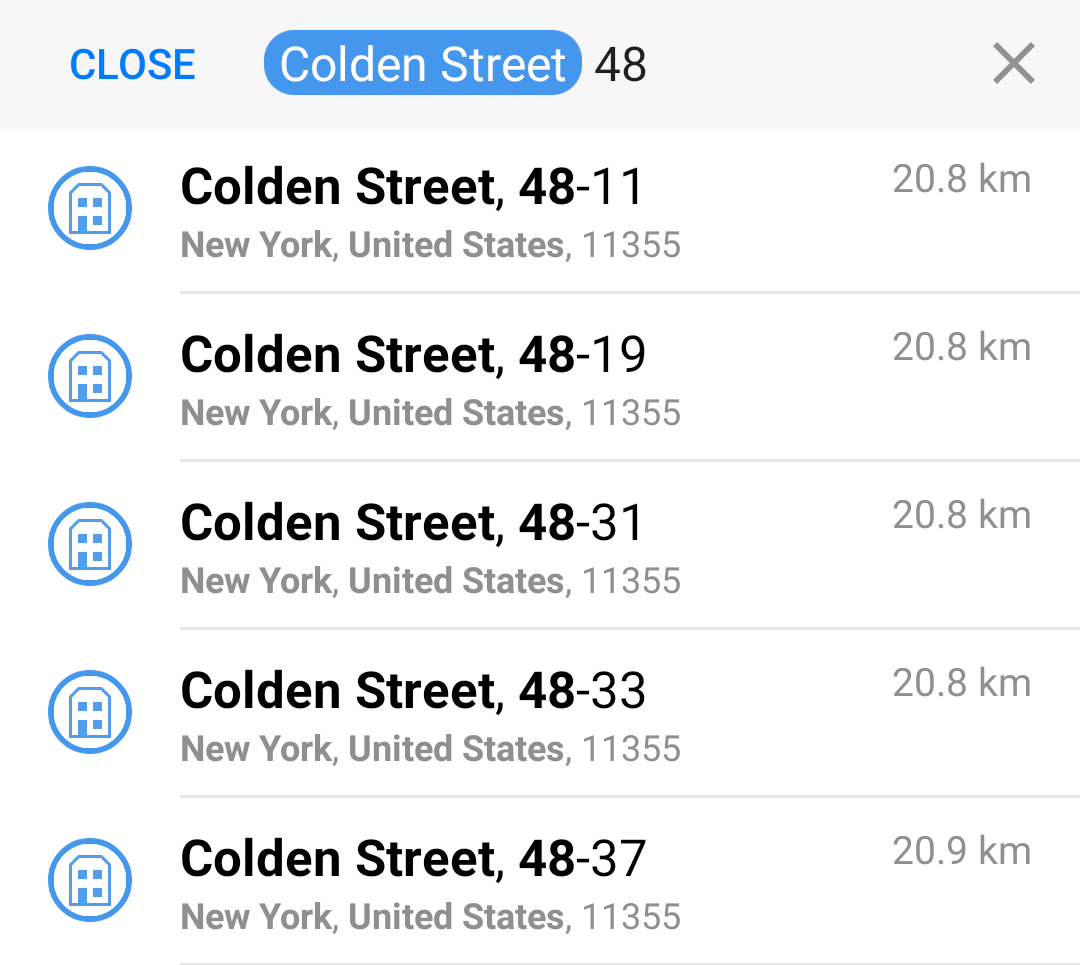 CLOSE Colden Street 48
Colden Street, 48-11 20.8 km
New York, United States, 11355
Colden Street, 48-19 20.8 km
New York, United States, 11355
Colden Street, 48-31 20.8 km
New York, United States, 11355
Colden Street, 48-33 20.8 km
New York, United States, 11355
Colden Street, 48-37 20.9 km
New York, United States, 11355